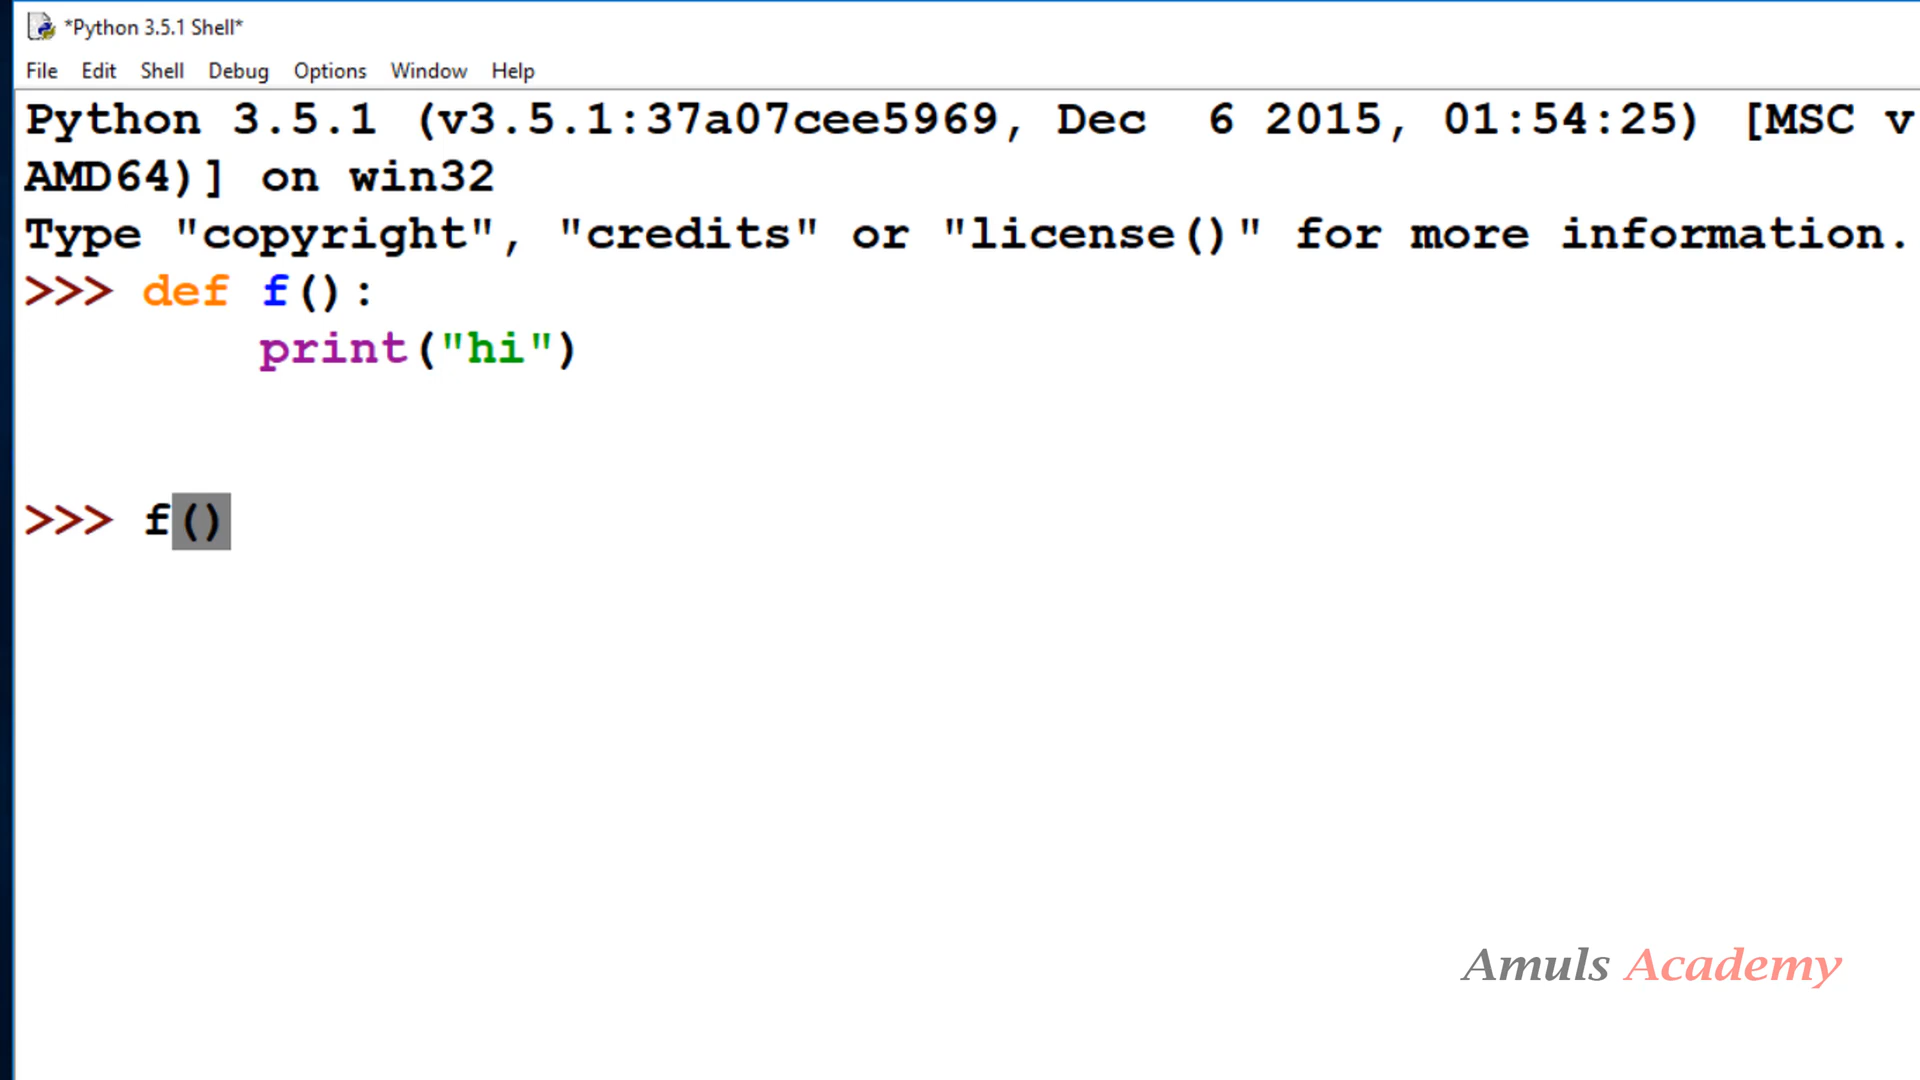 *Python 3.5.1 Shell*
File Edit Shell Debug Options Window Help
Python 3.5.1 (v3.5.1:37a07cee5969, Dec  6 2015, 01:54:25) [MSC v
AMD64)] on win32
Type "copyright", "credits" or "license()" for more information.
>>> def f():
        print("hi")
>>> f()
Amuls Academy